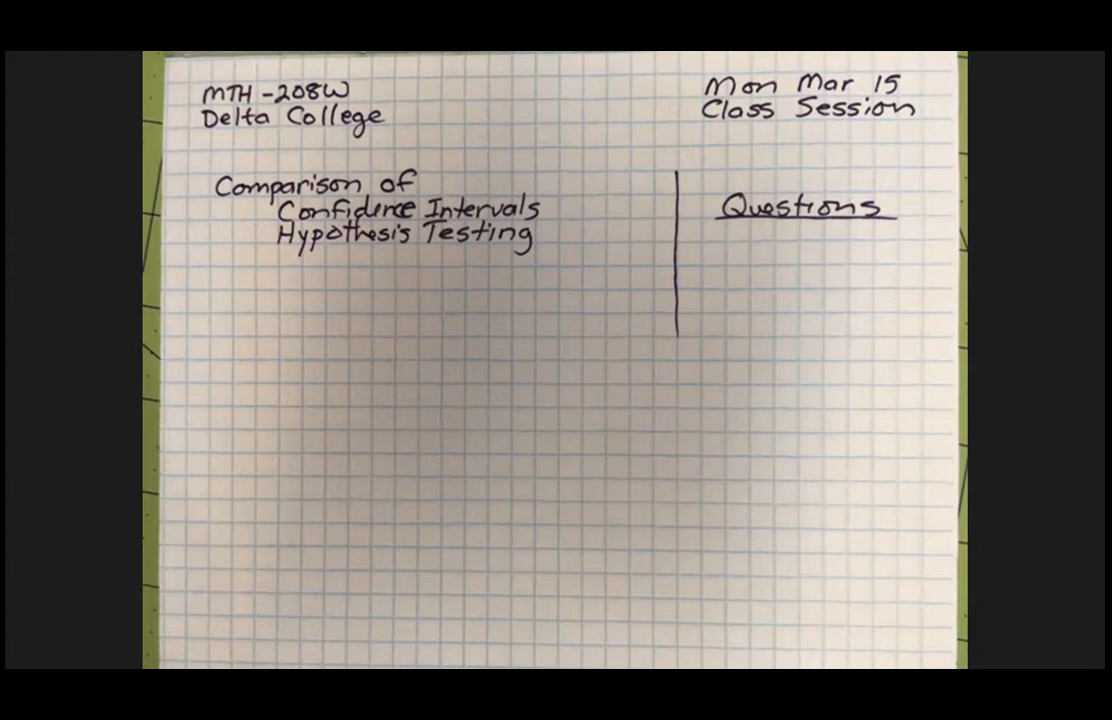 MTH-208W
Delta College
Mon Mar 15
Class Session
Comparison of
Confidence Intervals
Hypothesis Testing
Questions